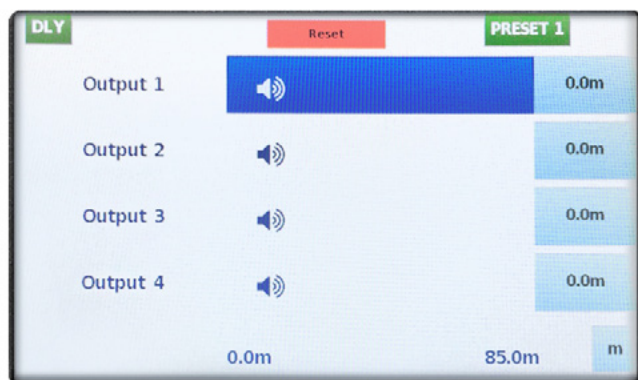 DLY Reset PRESET 1
Output 1 0.0m
Output 2 0.0m
Output 3 0.0m
Output 4 0.0m
0.0m 85.0m m